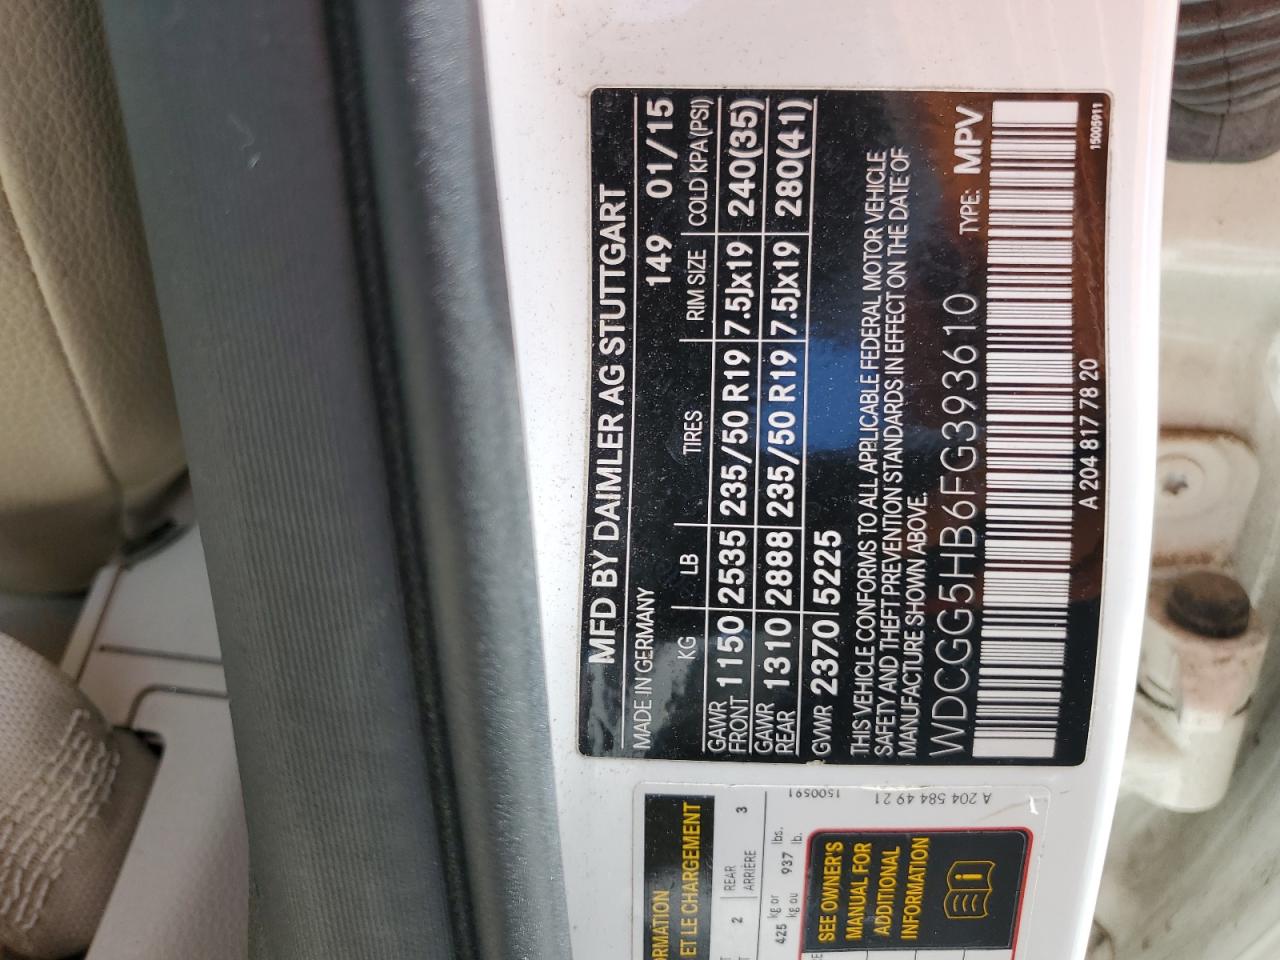 MFD BY DAIMLER AG STUTTGART
MADE IN GERMANY 149 01/15
KG LB TIRES RIM SIZE COLD KPA(PSI)
GAWR FRONT 1150 2535 235/50 R19 7.5Jx19 240(35)
GAWR REAR 1310 2888 235/50 R19 7.5Jx19 280(41)
GVWR 2370 5225
THIS VEHICLE CONFORMS TO ALL APPLICABLE FEDERAL MOTOR VEHICLE
SAFETY AND THEFT PREVENTION STANDARDS IN EFFECT ON THE DATE OF
MANUFACTURE SHOWN ABOVE.
WDCGG5HB6FG393610 TYPE: MPV
A 204 817 78 20 15005911
ET LE CHARGEMENT
2 REAR ARRIÈRE 3
425 kg or kg ou 937 lbs. lb.
SEE OWNER'S
MANUAL FOR
ADDITIONAL
INFORMATION
A 204 584 49 21
1500591